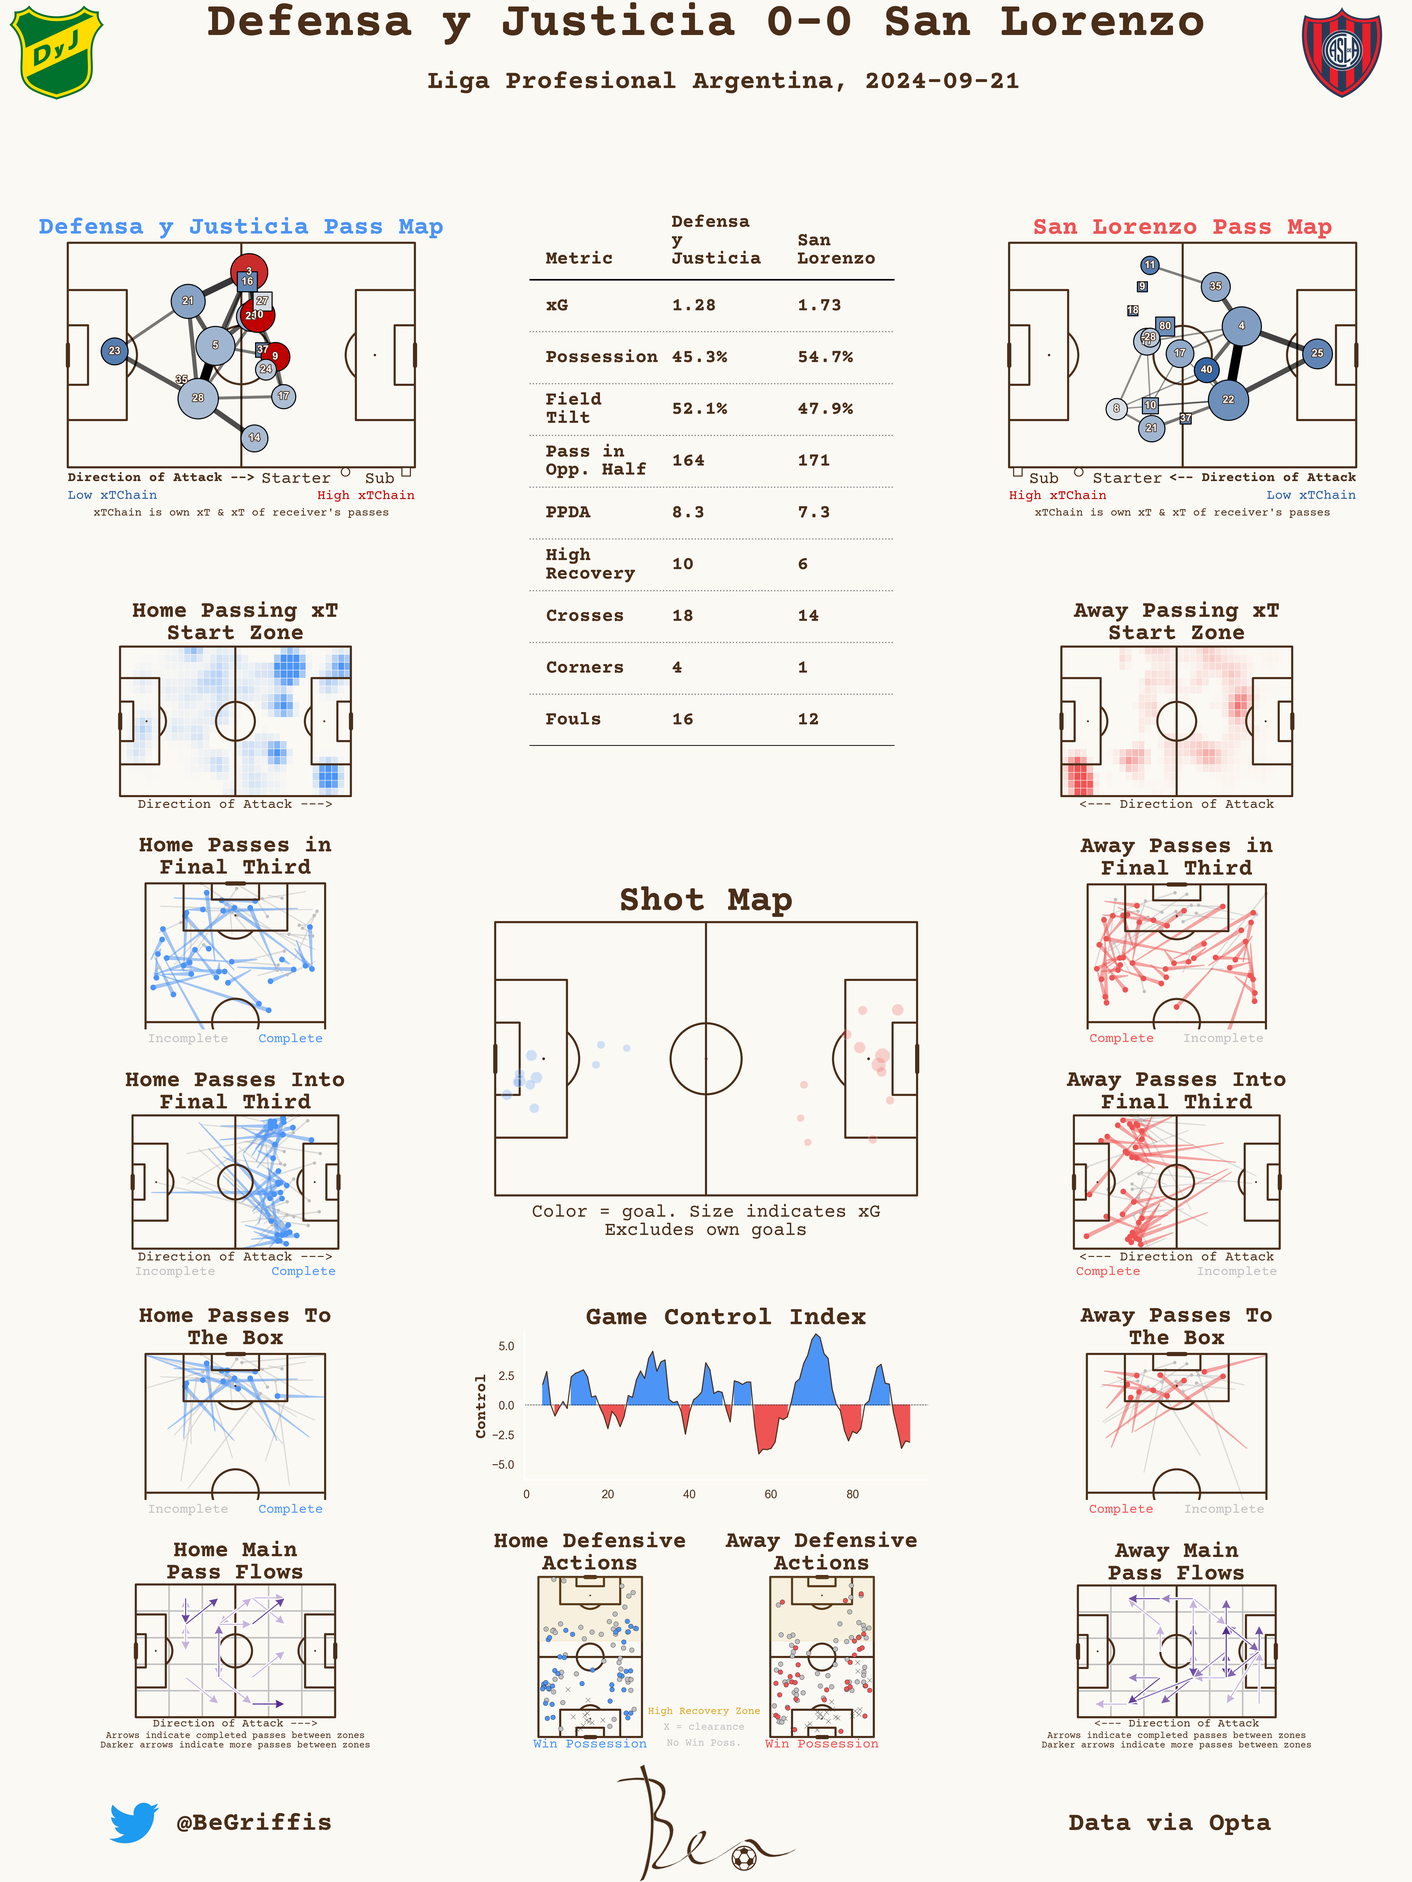 Defensa y Justicia 0-0 San Lorenzo
Liga Profesional Argentina, 2024-09-21
DyJ
Defensa y Justicia Pass Map
3
16
21
27
30
5
37
9
23
24
35
28
17
14
Direction of Attack --> Starter Sub
Low xTChain High xTChain
xTChain is own xT & xT of receiver's passes
Metric Defensa y Justicia San Lorenzo
xG 1.28 1.73
Possession 45.3% 54.7%
Field Tilt 52.1% 47.9%
Pass in Opp. Half 164 171
PPDA 8.3 7.3
High Recovery 10 6
Crosses 18 14
Corners 4 1
Fouls 16 12
San Lorenzo Pass Map
11
9
35
18
80
4
28
17
25
40
22
8
10
37
21
Sub Starter <-- Direction of Attack
High xTChain Low xTChain
xTChain is own xT & xT of receiver's passes
Home Passing xT
Start Zone
Direction of Attack --->
Away Passing xT
Start Zone
<--- Direction of Attack
Home Passes in
Final Third
Incomplete Complete
Away Passes in
Final Third
Complete Incomplete
Shot Map
Color = goal. Size indicates xG
Excludes own goals
Home Passes Into
Final Third
Direction of Attack --->
Incomplete Complete
Away Passes Into
Final Third
<--- Direction of Attack
Complete Incomplete
Home Passes To
The Box
Incomplete Complete
Game Control Index
Control
5.0
2.5
0.0
−2.5
−5.0
0 20 40 60 80
Away Passes To
The Box
Complete Incomplete
Home Main
Pass Flows
Direction of Attack --->
Arrows indicate completed passes between zones
Darker arrows indicate more passes between zones
Home Defensive
Actions
Win Possession
High Recovery Zone
X = clearance
No Win Poss.
Away Defensive
Actions
Win Possession
Away Main
Pass Flows
<--- Direction of Attack
Arrows indicate completed passes between zones
Darker arrows indicate more passes between zones
@BeGriffis
Ben
Data via Opta